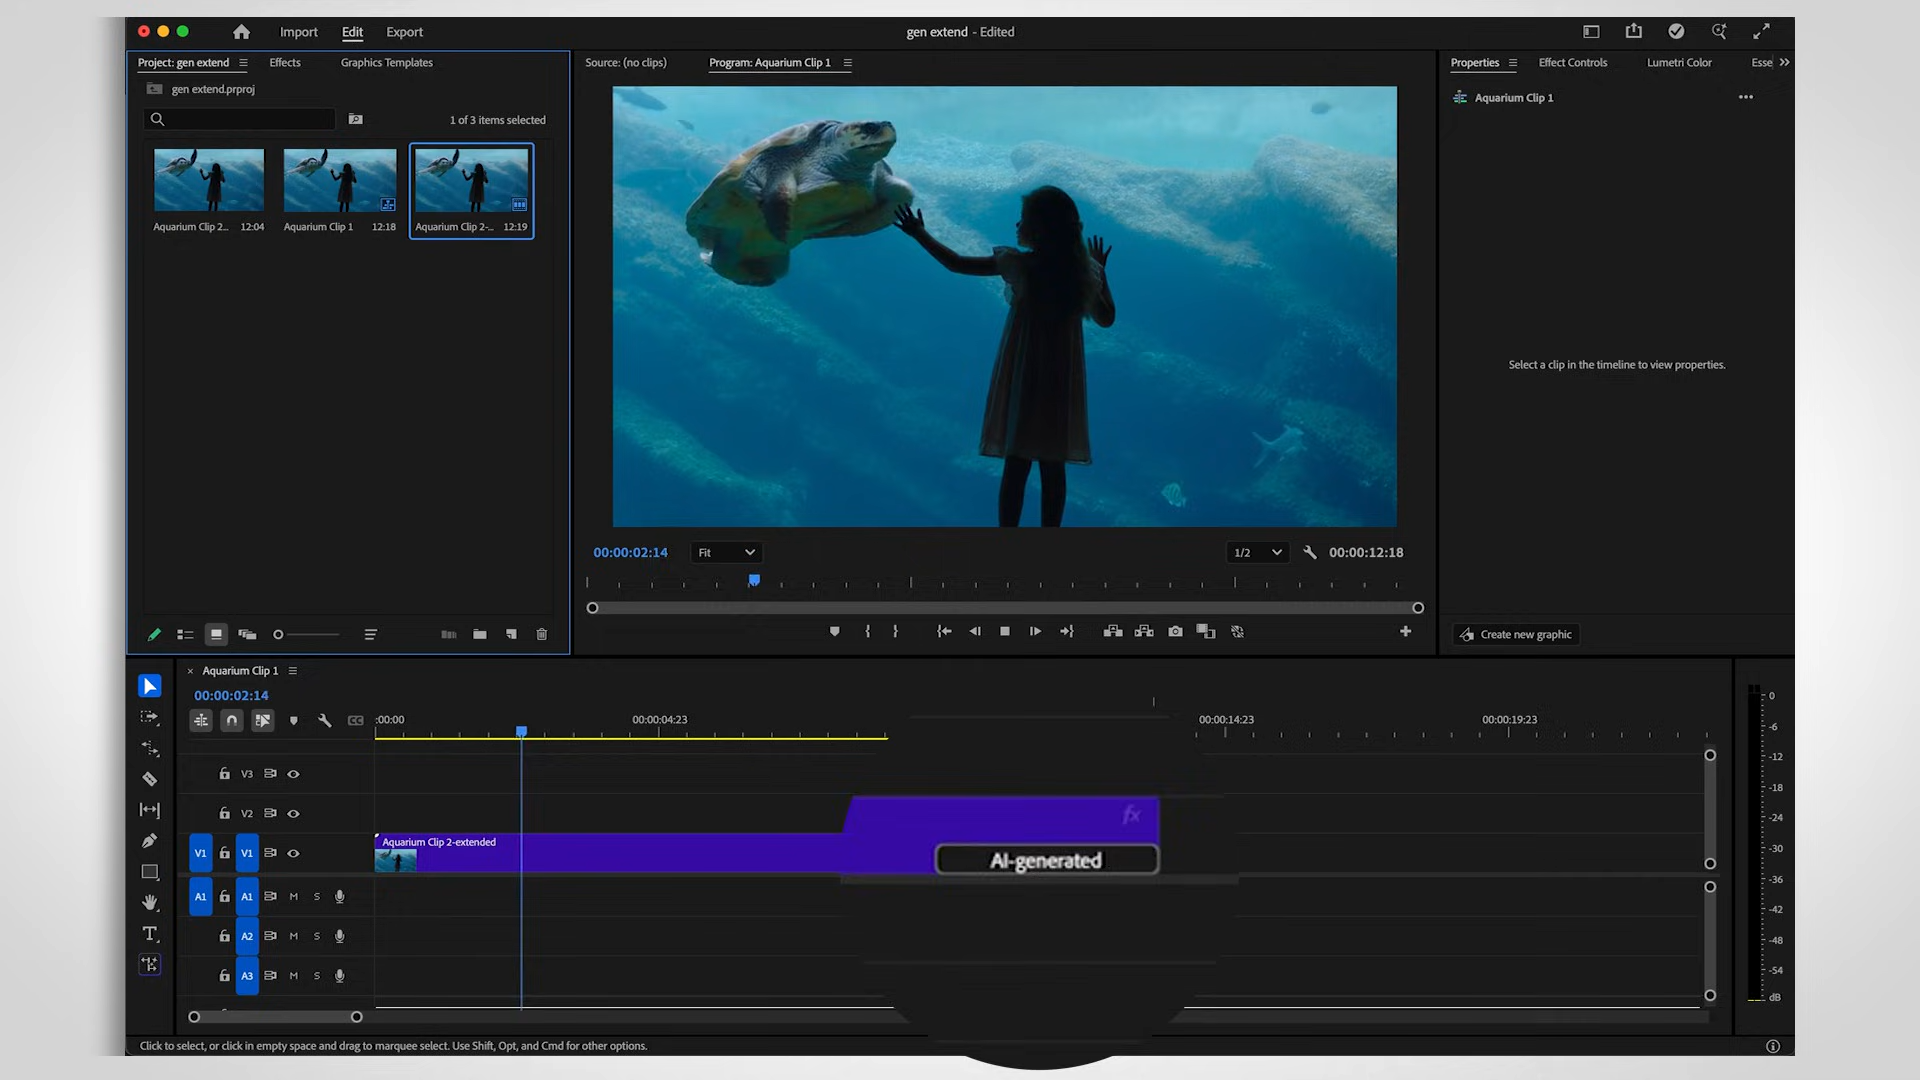 Import Edit Export
gen extend - Edited
Project: gen extend Effects Graphics Templates
gen extend.prproj
1 of 3 items selected
Aquarium Clip 2... 12:04
Aquarium Clip 1 12:18
Aquarium Clip 2-... 12:19
Source: (no clips) Program: Aquarium Clip 1
00:00:02:14 Fit 1/2 00:00:12:18
Properties Effect Controls Lumetri Color Esse
Aquarium Clip 1
Select a clip in the timeline to view properties.
Create new graphic
× Aquarium Clip 1
00:00:02:14
CC :00:00 00:00:04:23 00:00:14:23 00:00:19:23
V3
V2
V1 V1
Aquarium Clip 2-extended
fx
AI-generated
A1 A1 M S
A2 M S
A3 M S
0
-6
-12
-18
-24
-30
-36
-42
-48
-54
dB
Click to select, or click in empty space and drag to marquee select. Use Shift, Opt, and Cmd for other options.